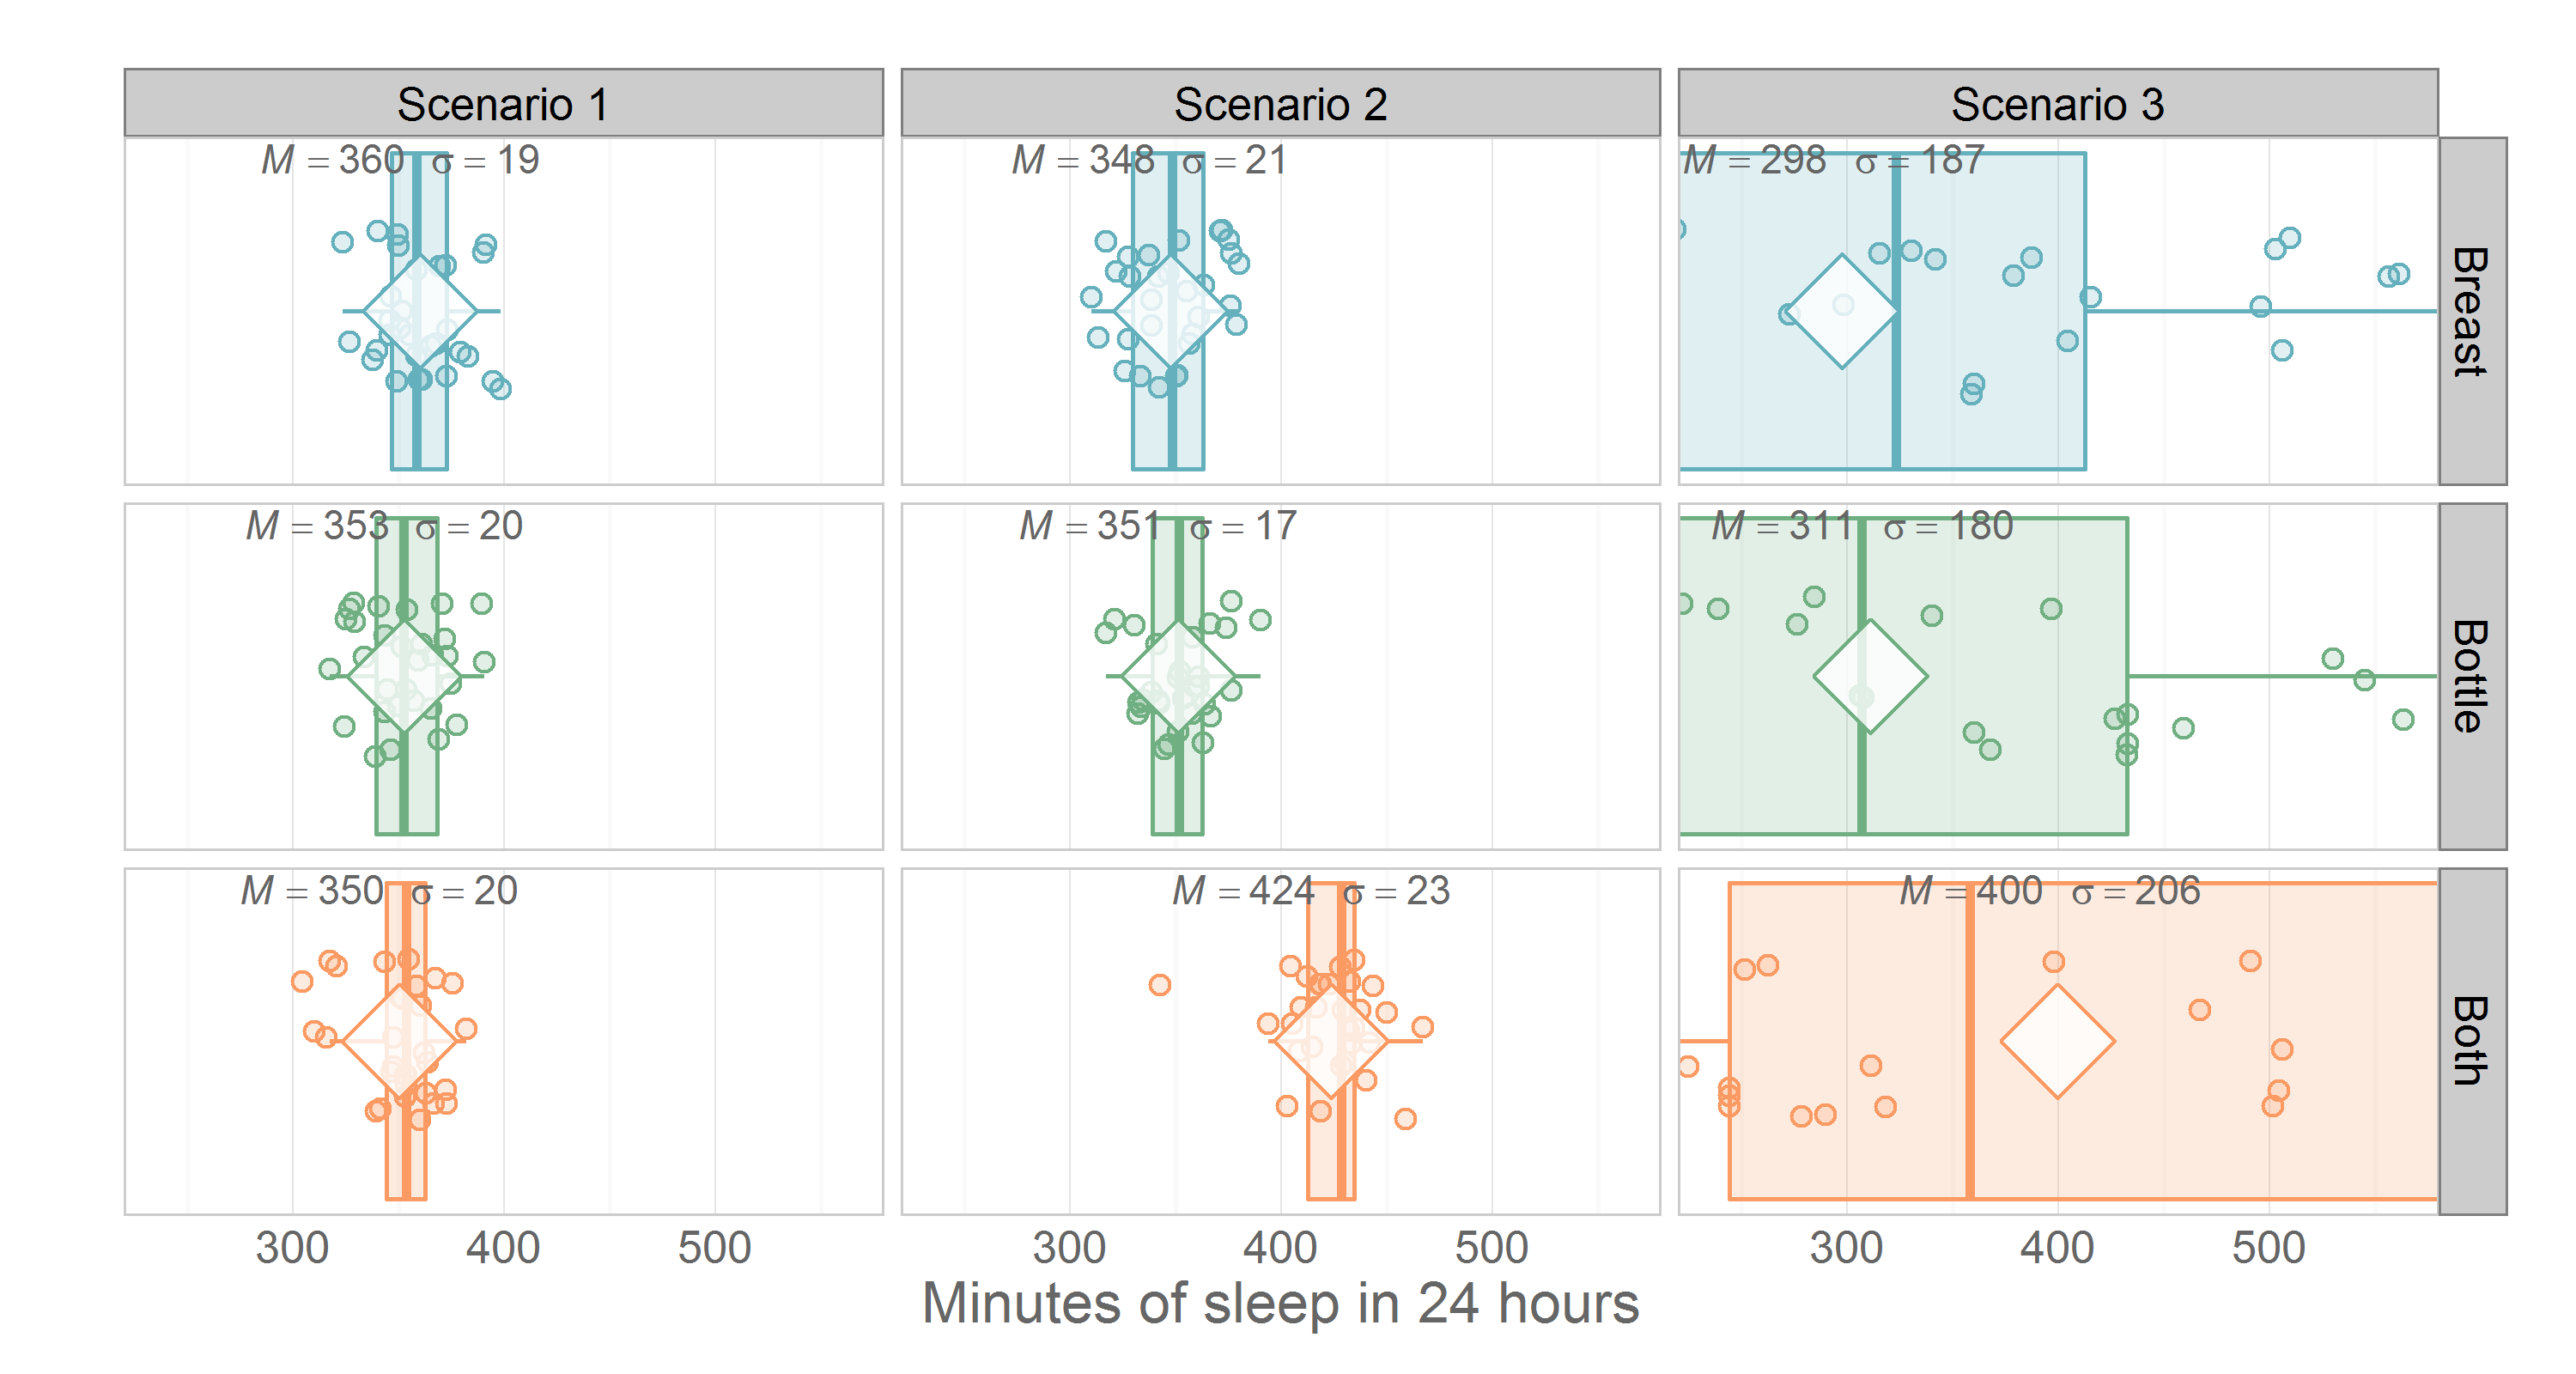 Scenario 1
Scenario 2
Scenario 3
M = 360 σ = 19
M = 348 σ = 21
M = 298 σ = 187
Breast
M = 353 σ = 20
M = 351 σ = 17
M = 311 σ = 180
Bottle
M = 350 σ = 20
M = 424 σ = 23
M = 400 σ = 206
Both
300 400 500
300 400 500
300 400 500
Minutes of sleep in 24 hours